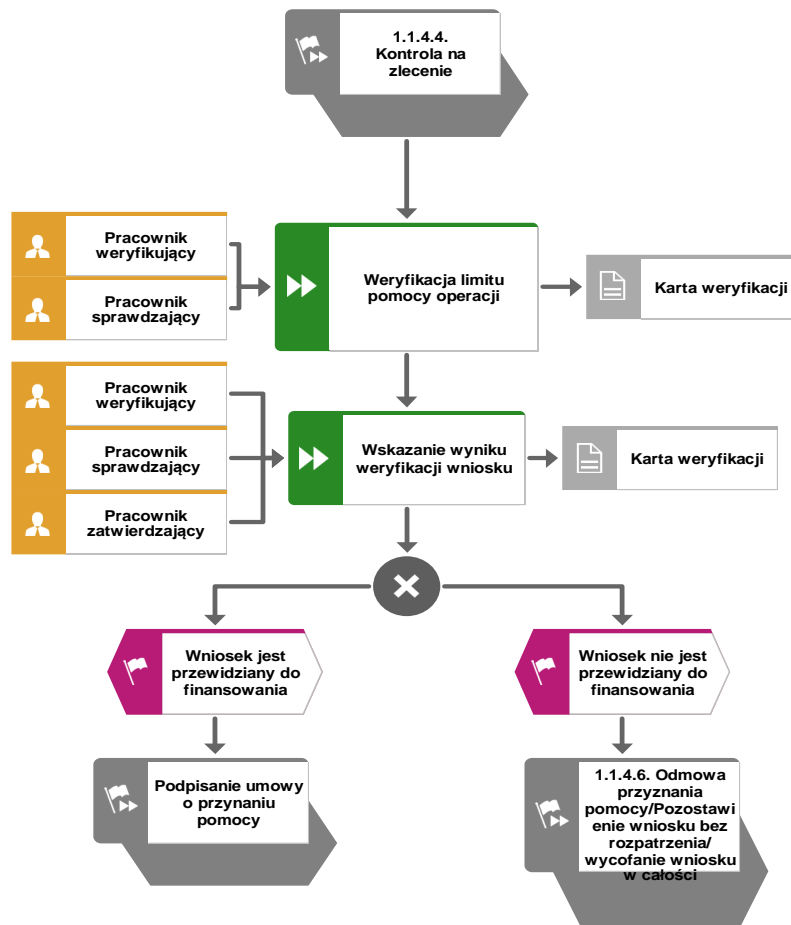 1.1.4.4.
Kontrola na
zlecenie
Pracownik
weryfikujący
Pracownik
sprawdzający
Weryfikacja limitu
pomocy operacji
Karta weryfikacji
Pracownik
weryfikujący
Pracownik
sprawdzający
Pracownik
zatwierdzający
Wskazanie wyniku
weryfikacji wniosku
Karta weryfikacji
Wniosek jest
przewidziany do
finansowania
Wniosek nie jest
przewidziany do
finansowania
Podpisanie umowy
o przynaniu
pomocy
1.1.4.6. Odmowa
przyznania
pomocy/Pozostawi
enie wniosku bez
rozpatrzenia/
wycofanie wniosku
w całości